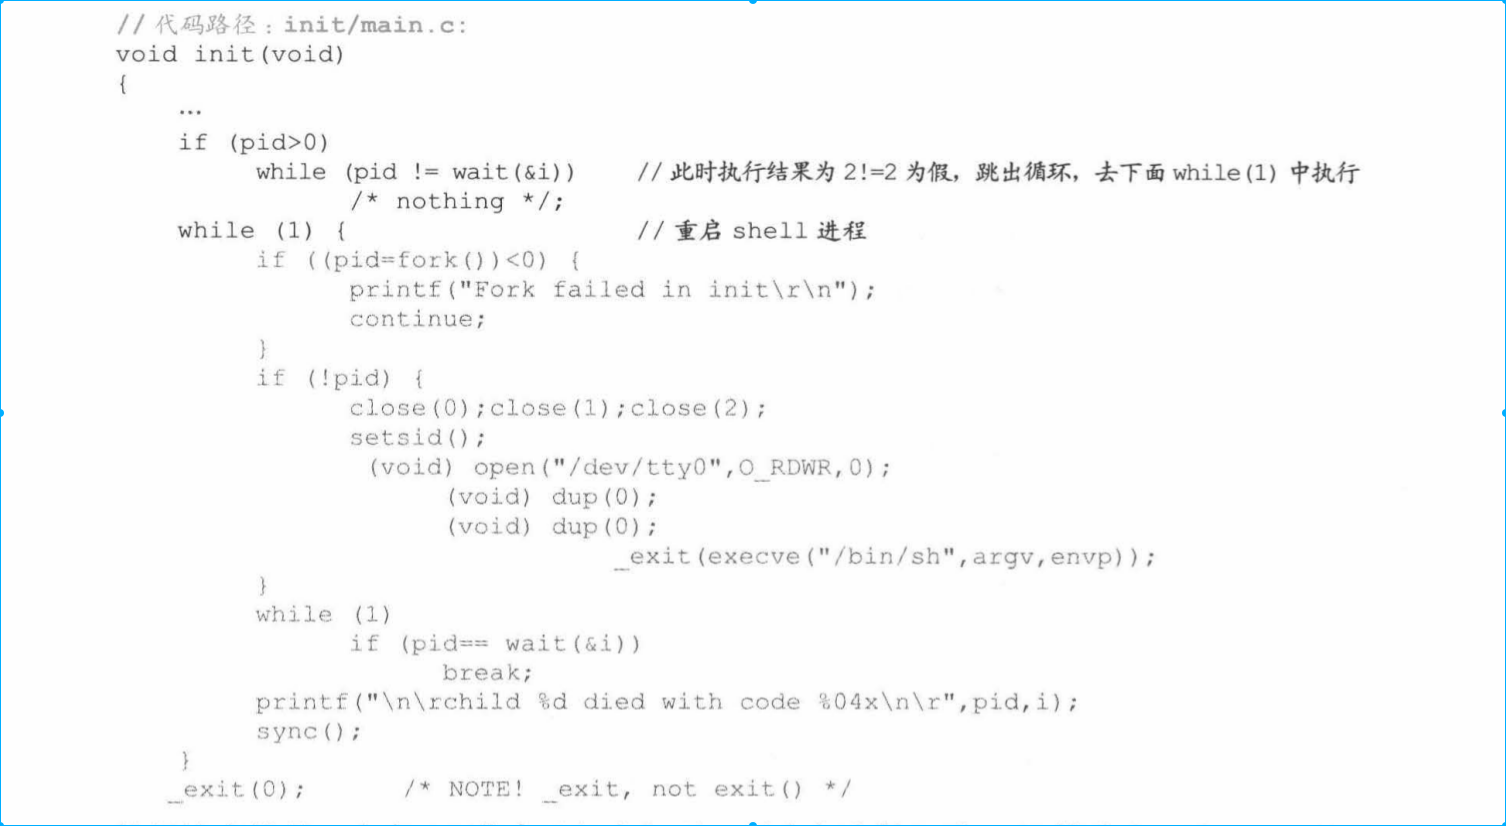 // 代码路径：init/main.c:
void init(void)
{
…
if (pid>0)
while (pid != wait(&i)) // 此时执行结果为 2!=2 为假，跳出循环，去下面 while(1) 中执行
/* nothing */;
while (1) { // 重启 shell 进程
if ((pid=fork())<0) {
printf("Fork failed in init\r\n");
continue;
}
if (!pid) {
close(0);close(1);close(2);
setsid();
(void) open("/dev/tty0",O_RDWR,0);
(void) dup(0);
(void) dup(0);
_exit(execve("/bin/sh",argv,envp));
}
while (1)
if (pid== wait(&i))
break;
printf("\n\rchild %d died with code %04x\n\r",pid,i);
sync();
}
_exit(0); /* NOTE! _exit, not exit() */